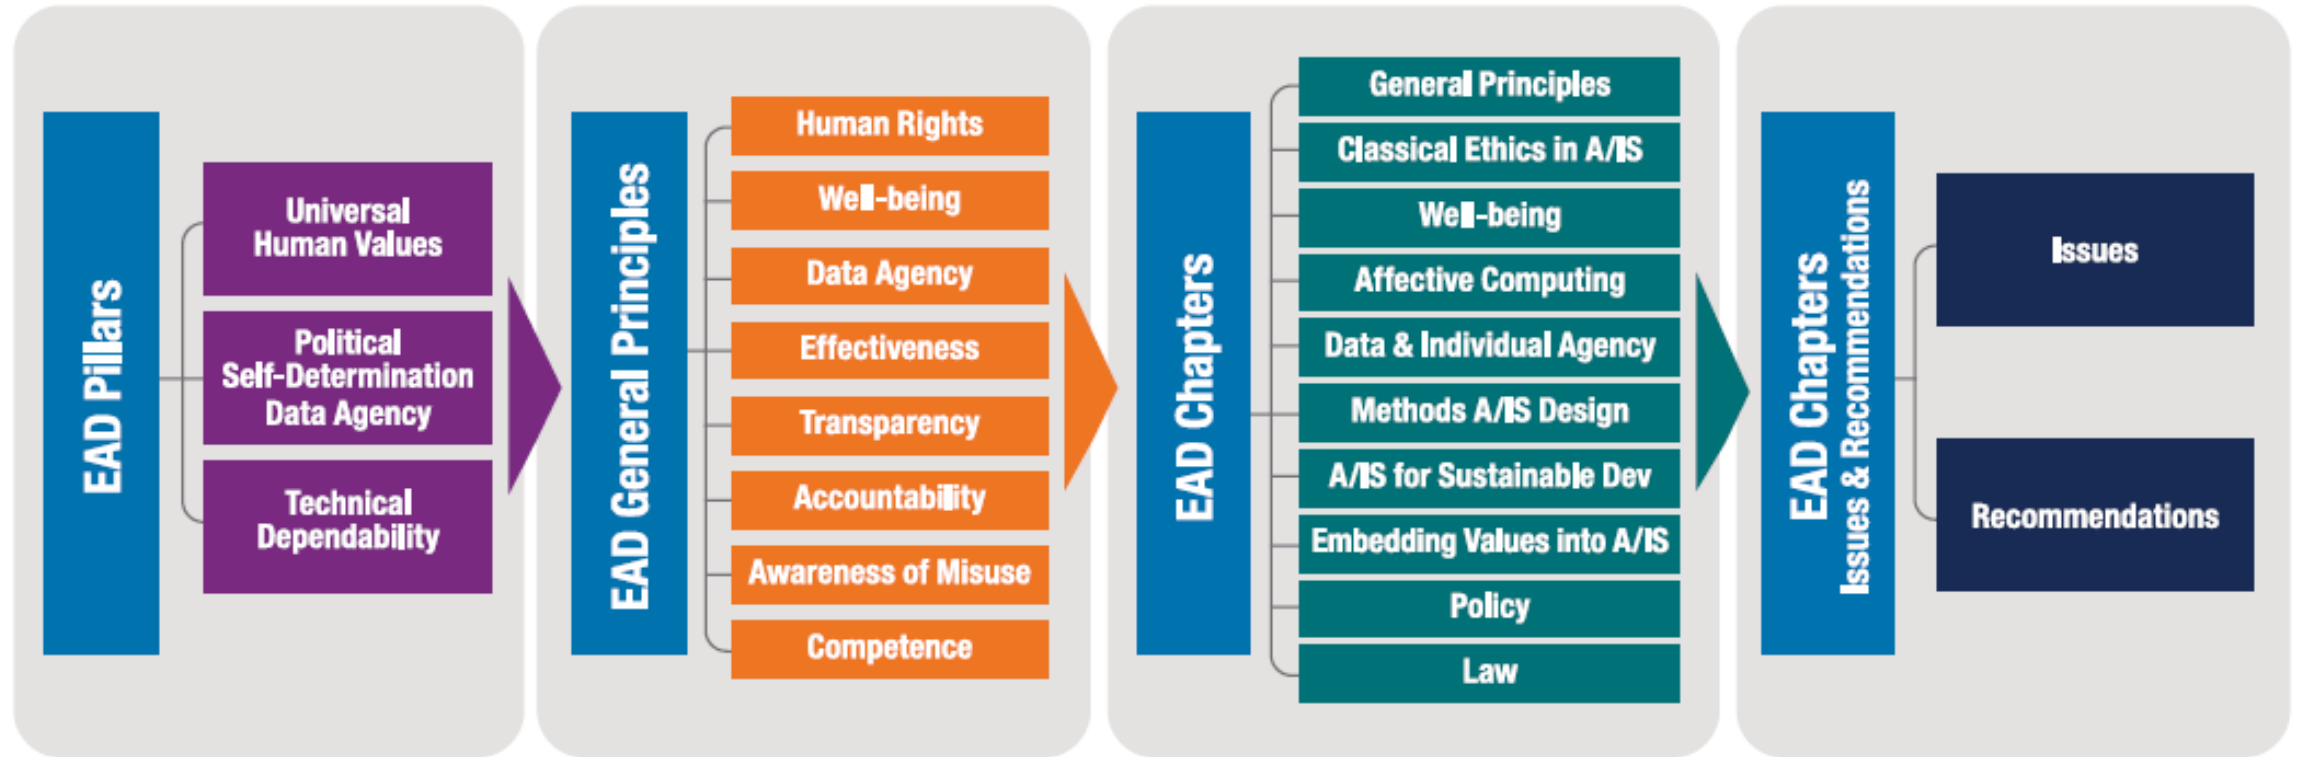 EAD Pillars
Universal
Human Values
Political
Self-Determination
Data Agency
Technical
Dependability
EAD General Principles
Human Rights
Well-being
Data Agency
Effectiveness
Transparency
Accountability
Awareness of Misuse
Competence
EAD Chapters
General Principles
Classical Ethics in A/IS
Well-being
Affective Computing
Data & Individual Agency
Methods A/IS Design
A/IS for Sustainable Dev
Embedding Values into A/IS
Policy
Law
EAD Chapters
Issues & Recommendations
Issues
Recommendations